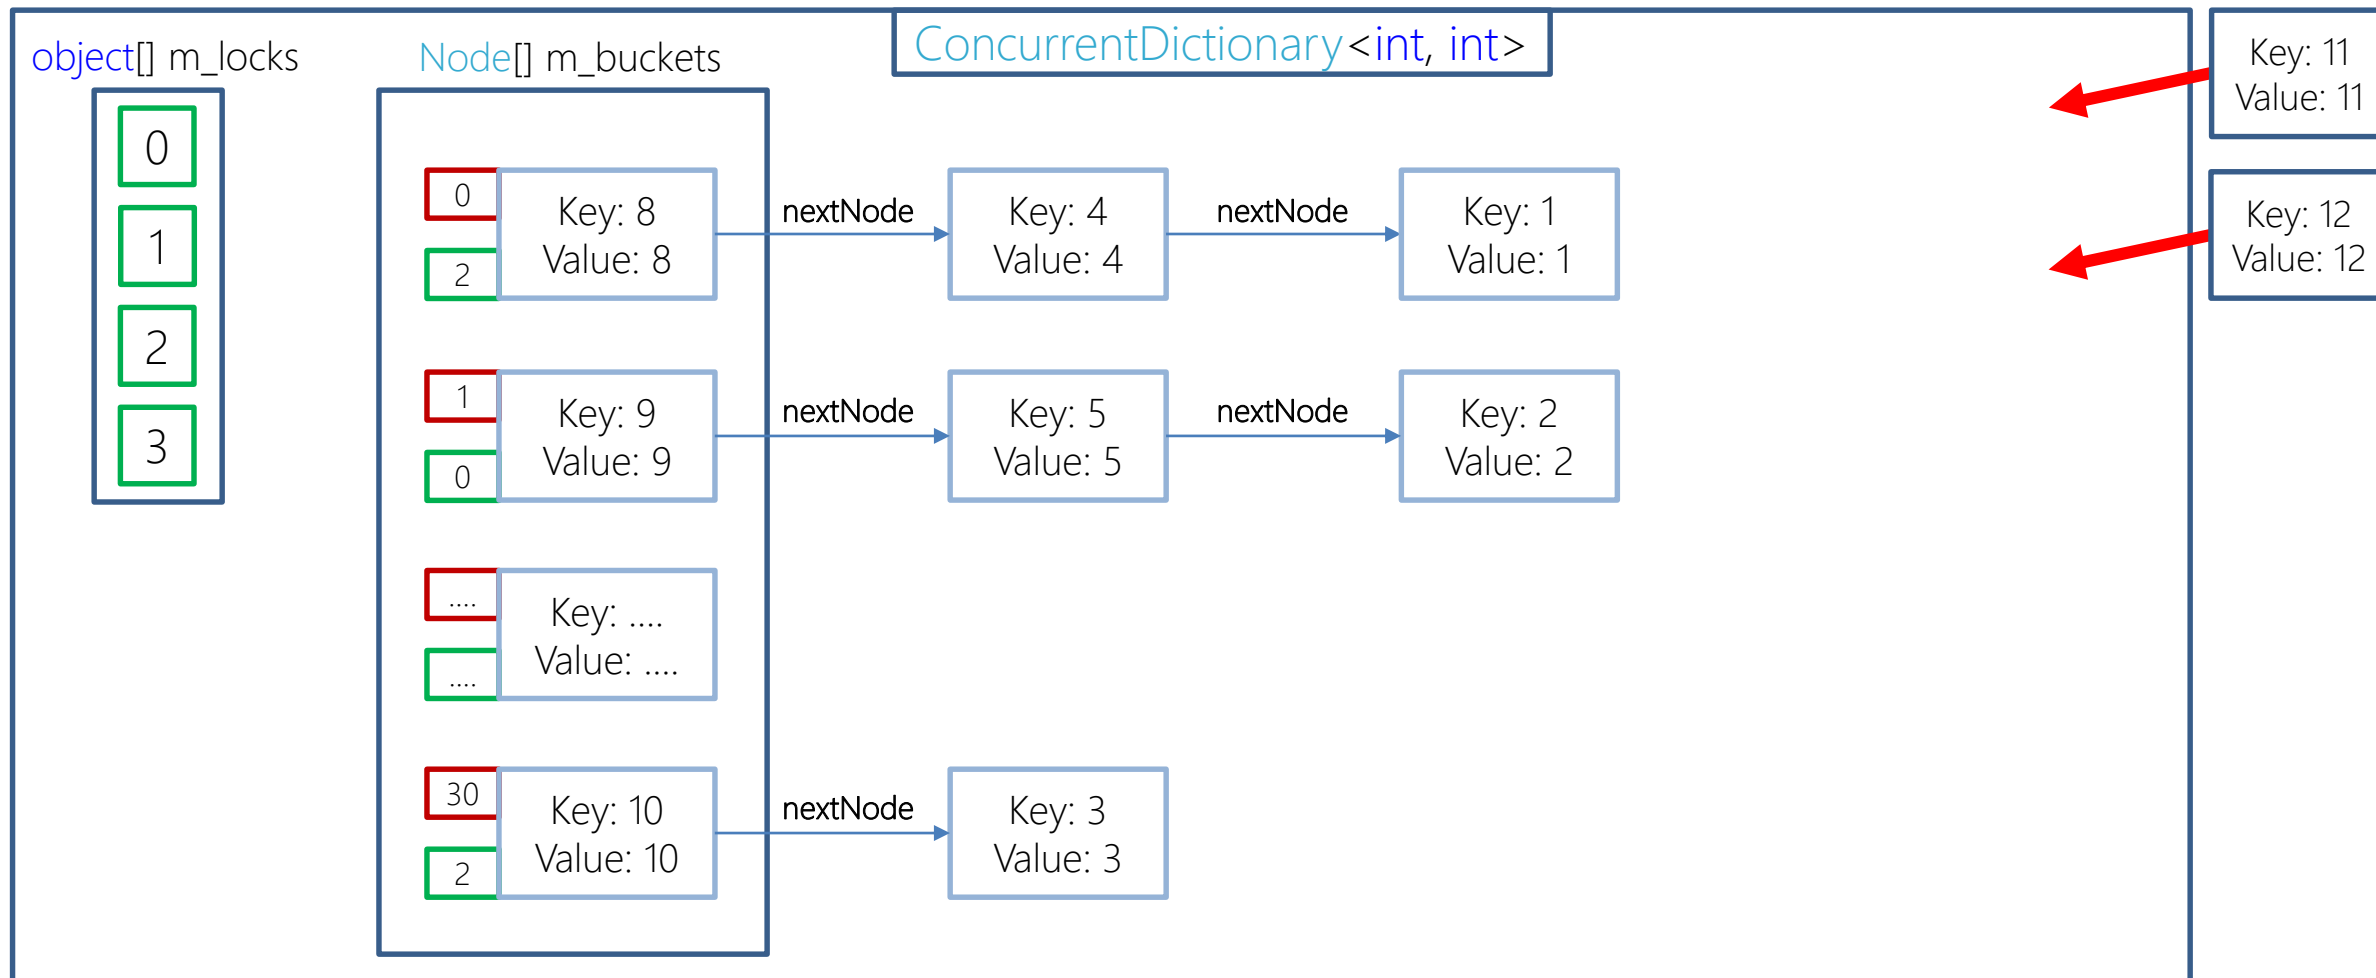 ConcurrentDictionary<int, int>
object[] m_locks
0
1
2
3
Node[] m_buckets
0
2
Key: 8
Value: 8
nextNode
Key: 4
Value: 4
nextNode
Key: 1
Value: 1
1
0
Key: 9
Value: 9
nextNode
Key: 5
Value: 5
nextNode
Key: 2
Value: 2
....
....
Key: ....
Value: ....
30
2
Key: 10
Value: 10
nextNode
Key: 3
Value: 3
Key: 11
Value: 11
Key: 12
Value: 12